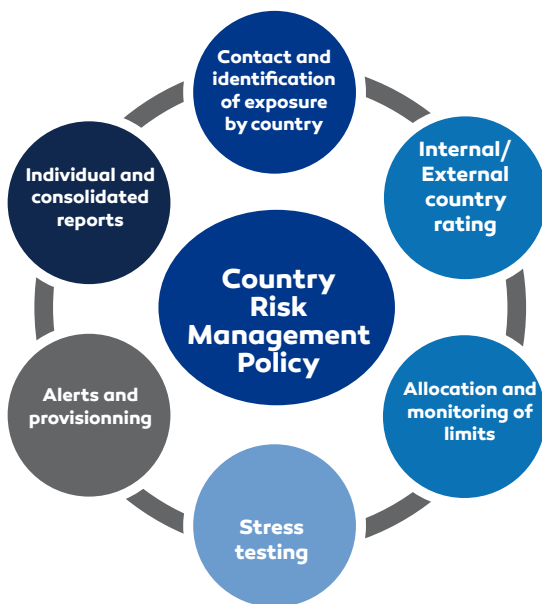 Contact and
identification
of exposure
by country
Internal/
External
country
rating
Allocation and
monitoring of
limits
Stress
testing
Alerts and
provisionning
Individual and
consolidated
reports
Country
Risk
Management
Policy